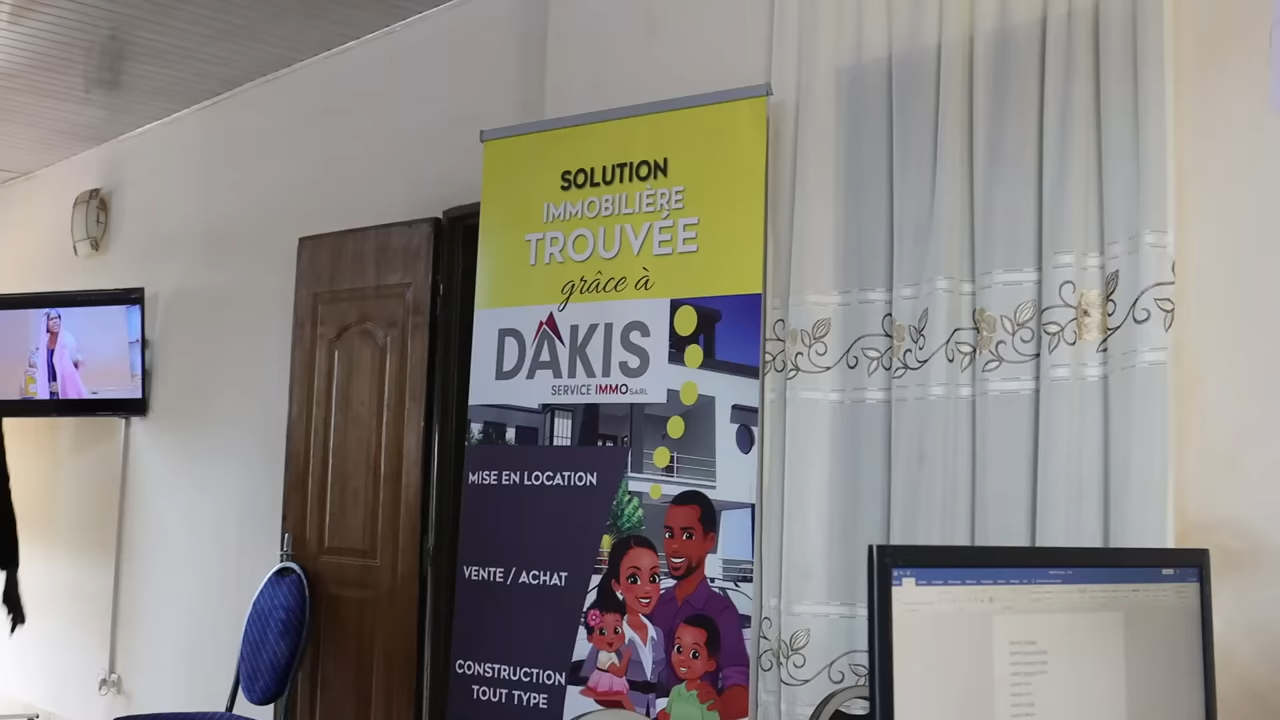 SOLUTION
IMMOBILIÈRE
TROUVÉE
grâce à
DAKIS
SERVICE IMMO SARL
MISE EN LOCATION
VENTE / ACHAT
CONSTRUCTION
TOUT TYPE